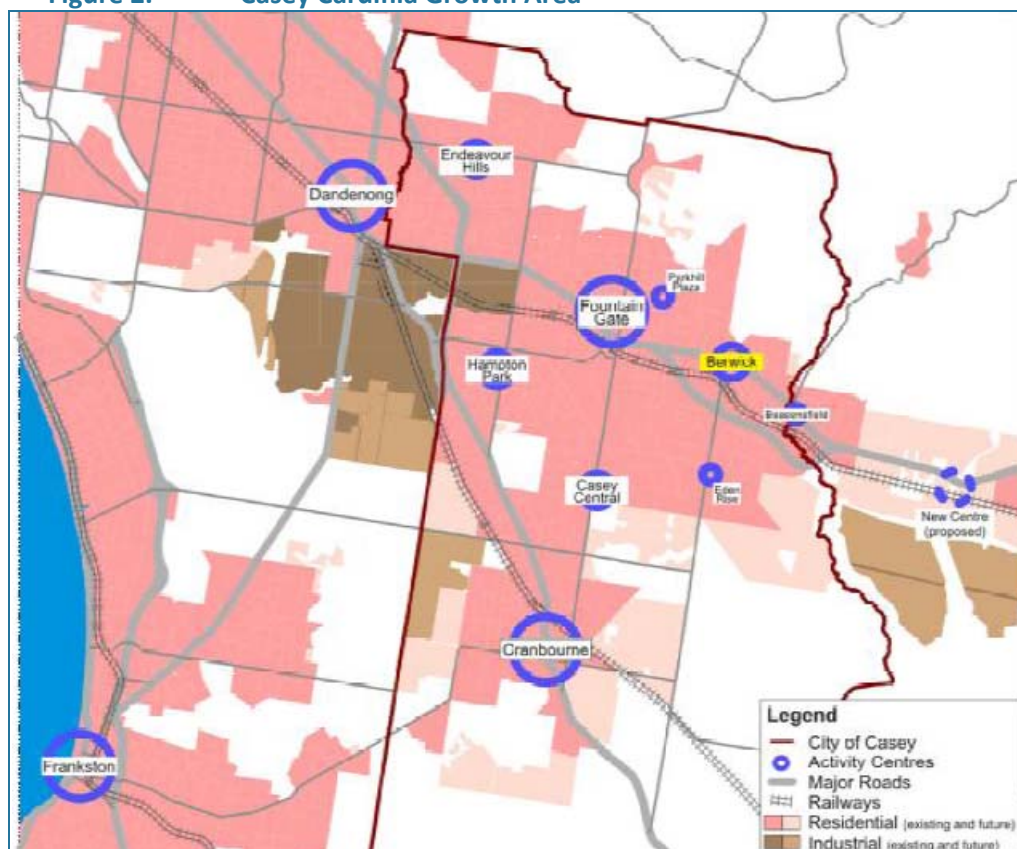 Figure 2. Casey Cardinia Growth Area
Endeavour
Hills
Dandenong
Parkhill
Plaza
Fountain
Gate
Berwick
Hampton
Park
Beaconsfield
Casey
Central
Eden
Rise
New Centre
(proposed)
Cranbourne
Frankston
Legend
City of Casey
Activity Centres
Major Roads
Railways
Residential (existing and future)
Industrial (existing and future)